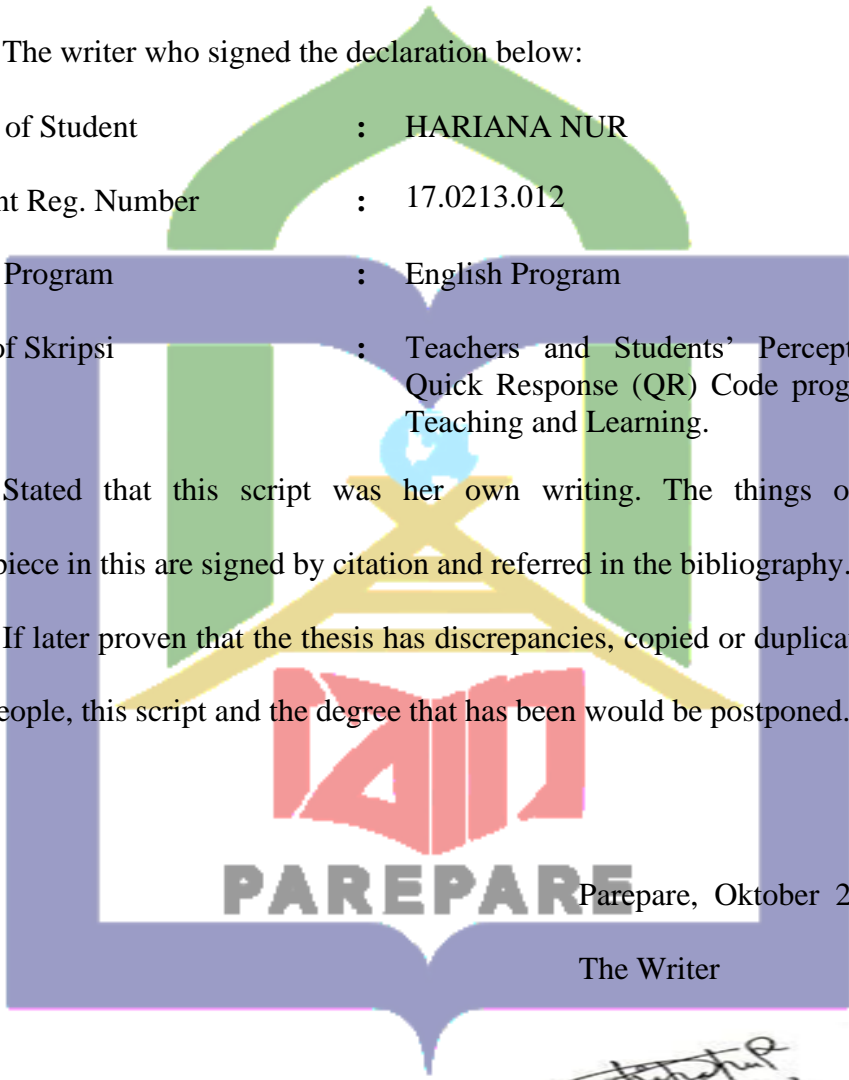 The writer who signed the declaration below:
of Student : HARIANA NUR
nt Reg. Number : 17.0213.012
Program : English Program
of Skripsi : Teachers and Students’ Percept
Quick Response (QR) Code prog
Teaching and Learning.
Stated that this script was her own writing. The things o
piece in this are signed by citation and referred in the bibliography.
If later proven that the thesis has discrepancies, copied or duplicat
eople, this script and the degree that has been would be postponed.
PAREPARE
Parepare, Oktober 2
The Writer